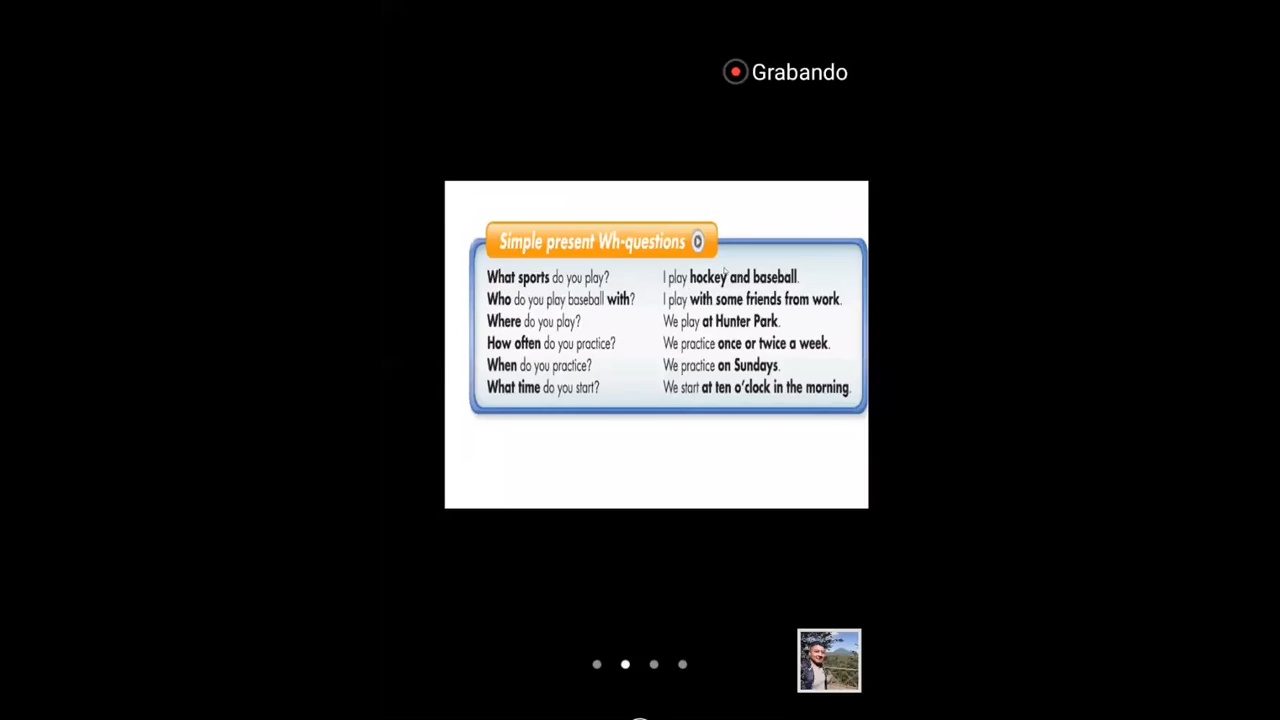 Grabando
Simple present Wh-questions
What sports do you play? I play hockey and baseball.
Who do you play baseball with? I play with some friends from work.
Where do you play? We play at Hunter Park.
How often do you practice? We practice once or twice a week.
When do you practice? We practice on Sundays.
What time do you start? We start at ten o'clock in the morning.